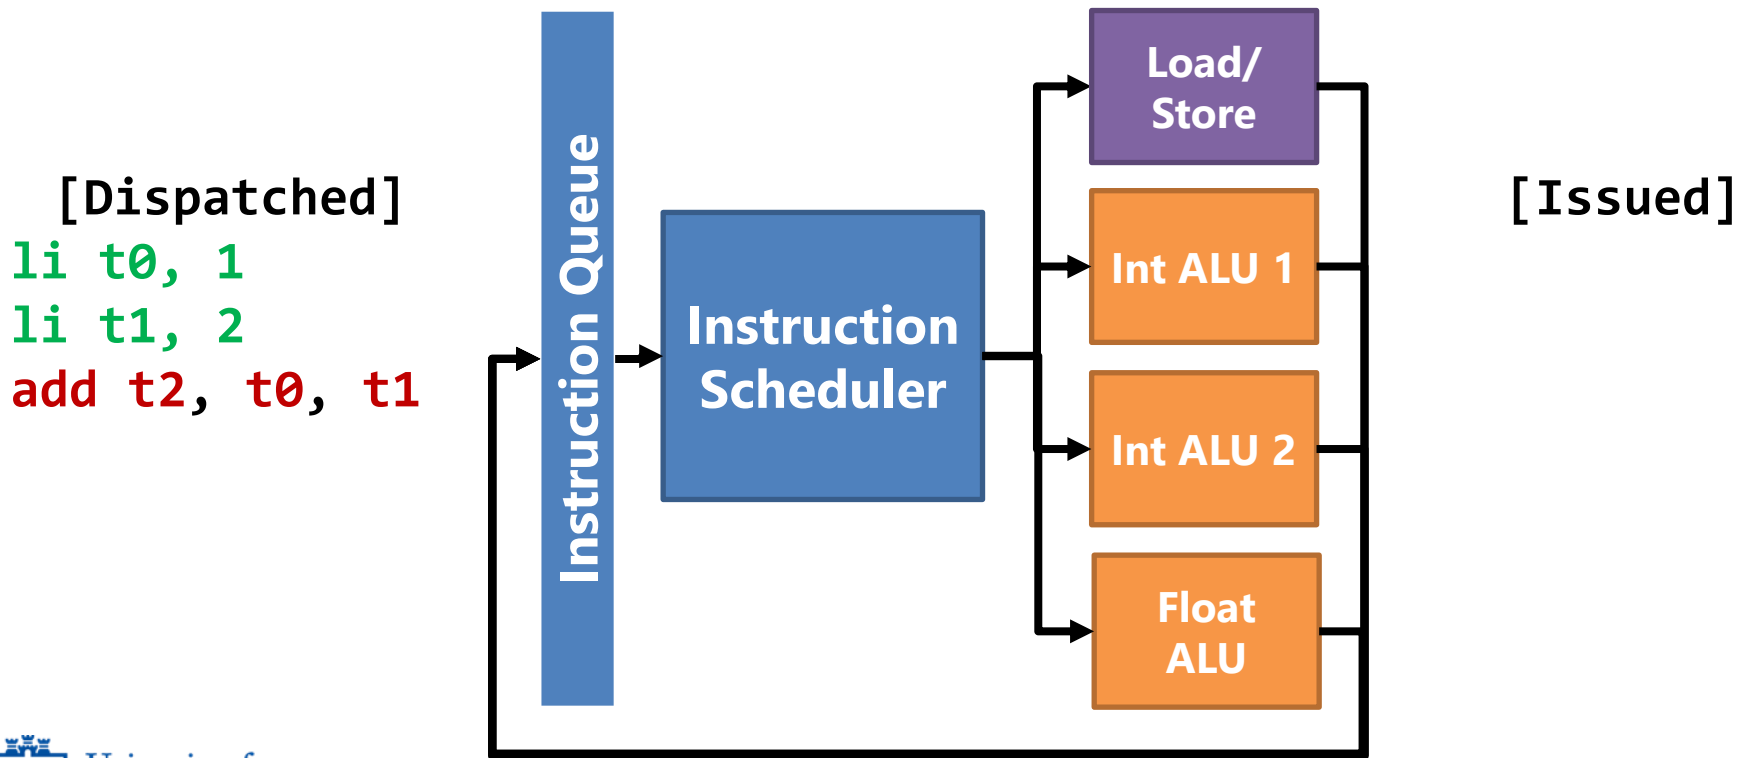 [Dispatched]
li t0, 1
li t1, 2
add t2, t0, t1
Instruction Queue
Instruction
Scheduler
Load/
Store
Int ALU 1
Int ALU 2
Float
ALU
[Issued]